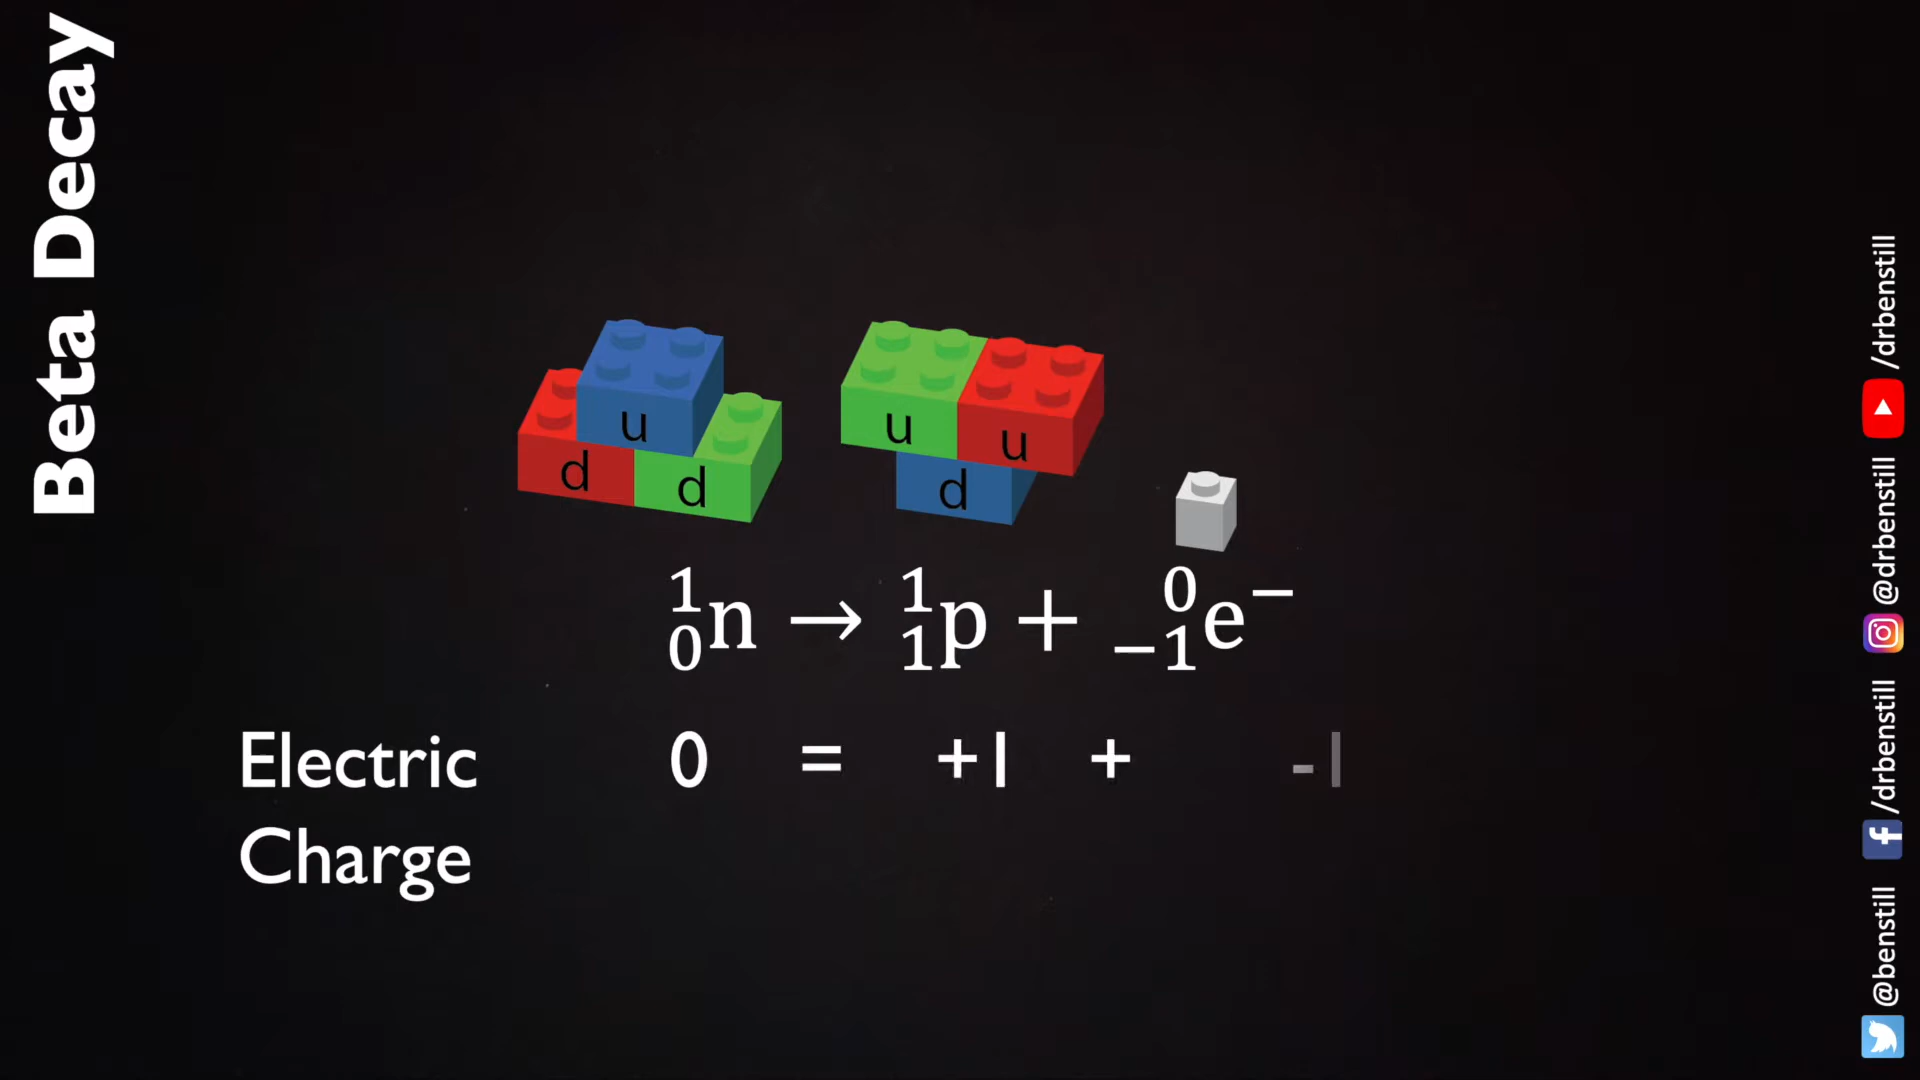 Beta Decay
u
d d
u u
d
¹₀n → ¹₁p + ⁰₋₁e⁻
Electric 0 = +1 + -1
Charge
/drbenstill
@drbenstill
/drbenstill
@benstill